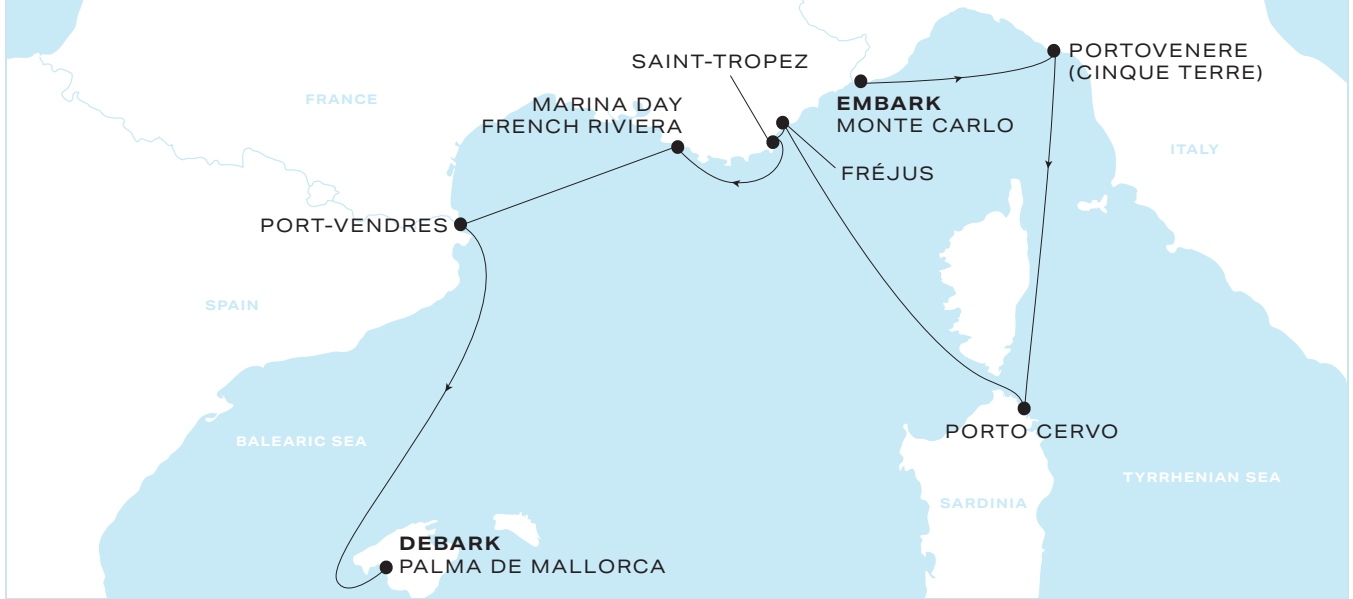 SAINT-TROPEZ
PORTOVENERE
(CINQUE TERRE)
FRANCE
MARINA DAY
FRENCH RIVIERA
EMBARK
MONTE CARLO
ITALY
FRÉJUS
PORT-VENDRES
SPAIN
PORTO CERVO
BALEARIC SEA
TYRRHENIAN SEA
SARDINIA
DEBARK
PALMA DE MALLORCA